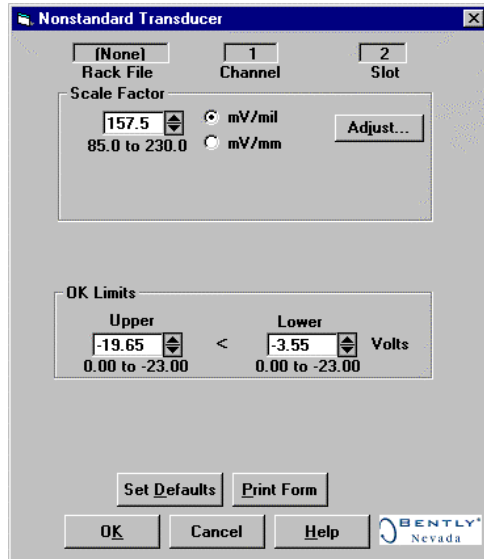 Nonstandard Transducer
(None) 1 2
Rack File Channel Slot
Scale Factor
157.5 mV/mil Adjust...
85.0 to 230.0 mV/mm
OK Limits
Upper Lower
-19.65 < -3.55 Volts
0.00 to -23.00 0.00 to -23.00
Set Defaults Print Form
OK Cancel Help BENTLY
Nevada